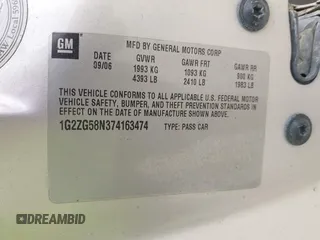 GM
MFD BY GENERAL MOTORS CORP
DATE GVWR GAWR FRT GAWR RR
09/06 1993 KG 1093 KG 900 KG
4393 LB 2410 LB 1983 LB
THIS VEHICLE CONFORMS TO ALL APPLICABLE U.S. FEDERAL MOTOR
VEHICLE SAFETY, BUMPER, AND THEFT PREVENTION STANDARDS IN
EFFECT ON THE DATE OF MANUFACTURE SHOWN ABOVE.
1G2ZG58N374163474 TYPE: PASS CAR
DREAMBID